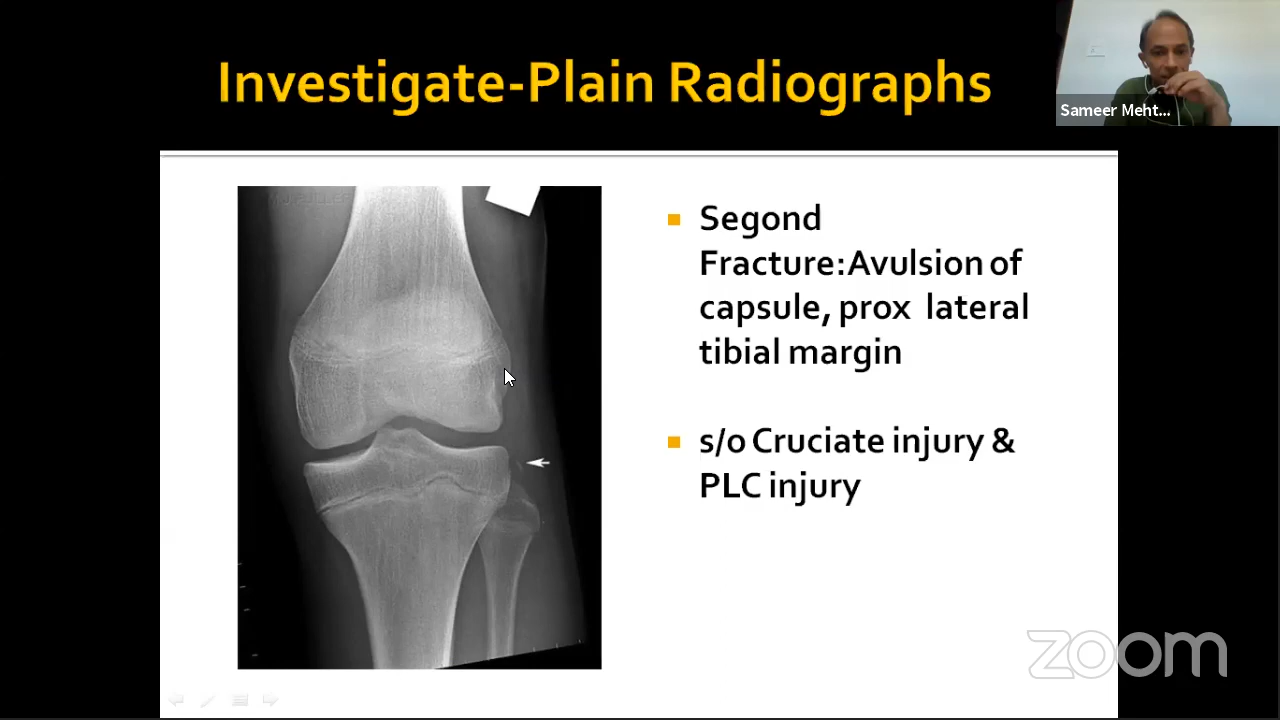 Investigate-Plain Radiographs
Sameer Meht...
Segond
Fracture:Avulsion of
capsule, prox lateral
tibial margin
s/o Cruciate injury &
PLC injury
zoom